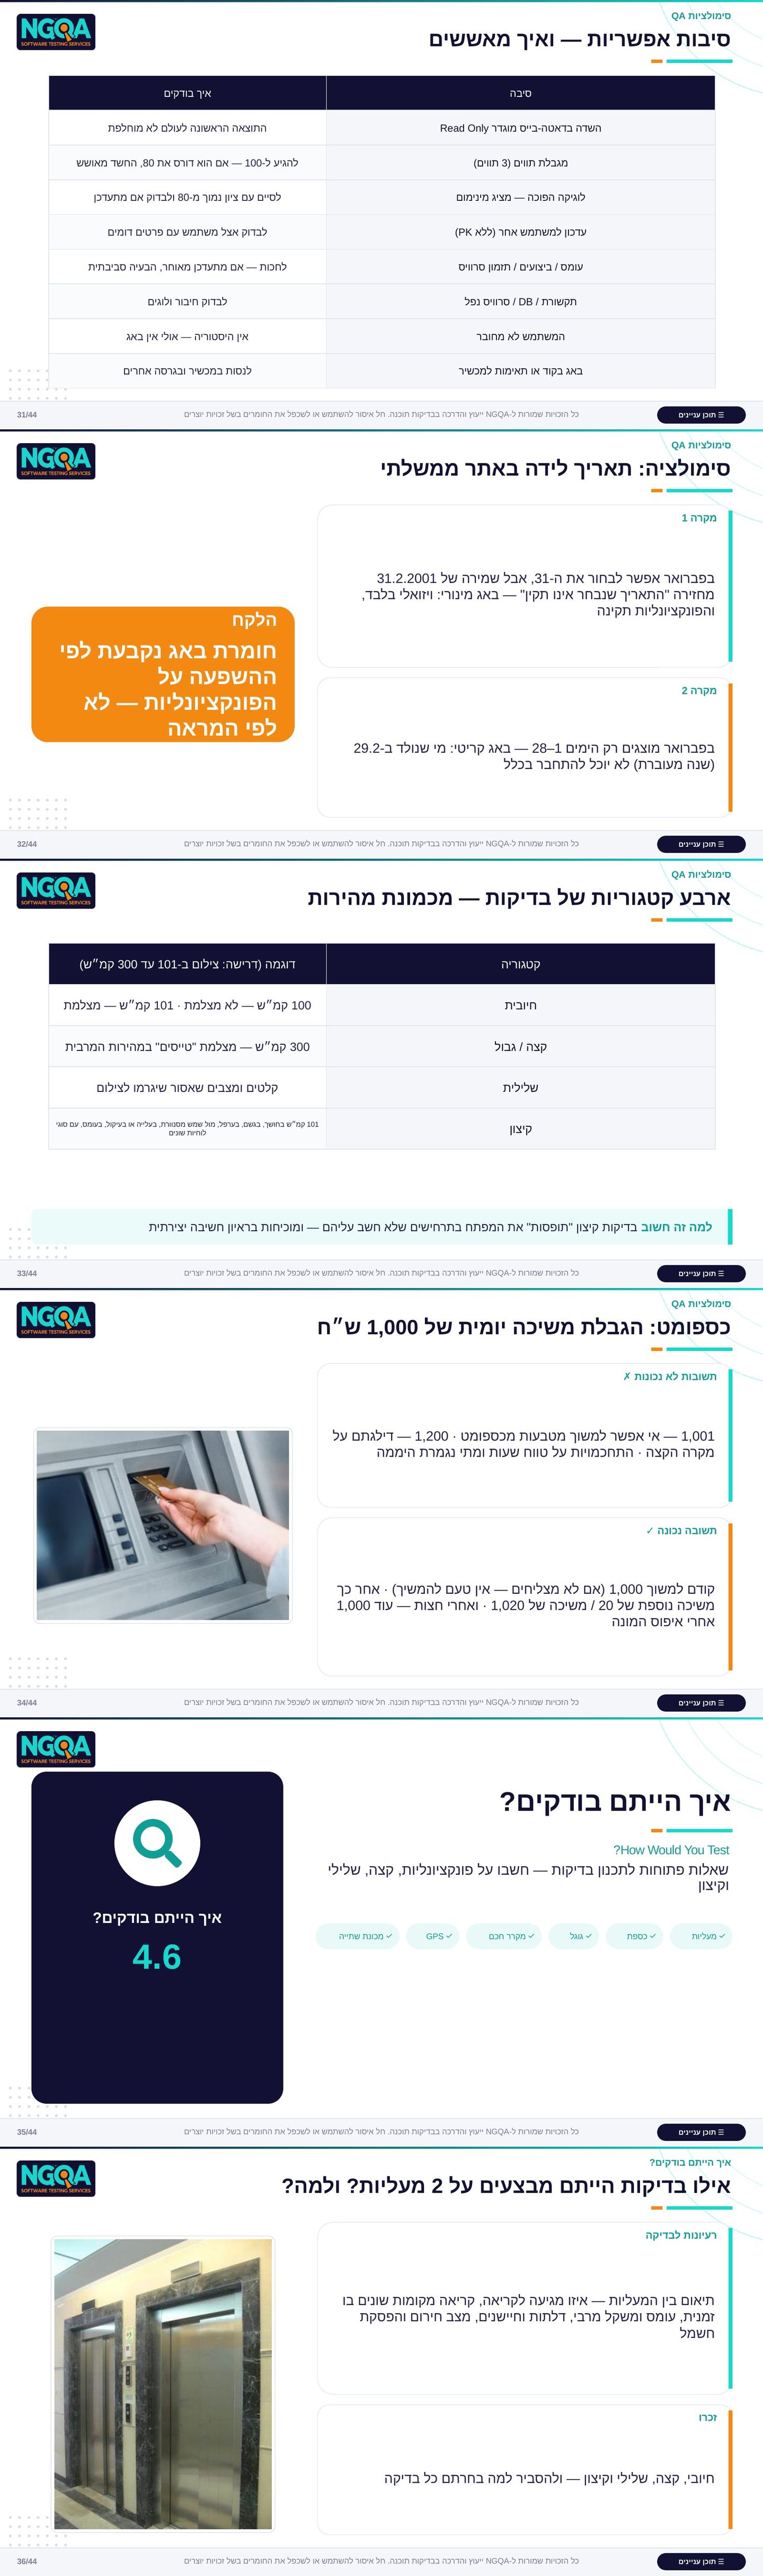 סימולציות QA
NGQA
SOFTWARE TESTING SERVICES
סיבות אפשריות — ואיך מאששים
סיבה	איך בודקים
השדה בדאטה-בייס מוגדר Read Only	התוצאה הראשונה לעולם לא מוחלפת
מגבלת תווים (3 תווים)	להגיע ל-100 — אם הוא דורס את 80, החשד מאושש
לוגיקה הפוכה — מציג מינימום	לסיים עם ציון נמוך מ-80 ולבדוק אם מתעדכן
עדכון למשתמש אחר (ללא PK)	לבדוק אצל משתמש עם פרטים דומים
עומס / ביצועים / תזמון סרוויס	לחכות — אם מתעדכן מאוחר, הבעיה סביבתית
תקשורת / DB / סרוויס נפל	לבדוק חיבור ולוגים
המשתמש לא מחובר	אין היסטוריה — אולי אין באג
באג בקוד או תאימות למכשיר	לנסות במכשיר ובגרסה אחרים
☰ תוכן עניינים
כל הזכויות שמורות ל-NGQA ייעוץ והדרכה בבדיקות תוכנה. חל איסור להשתמש או לשכפל את החומרים בשל זכויות יוצרים
31/44
סימולציות QA
NGQA
SOFTWARE TESTING SERVICES
סימולציה: תאריך לידה באתר ממשלתי
מקרה 1
בפברואר אפשר לבחור את ה-31, אבל שמירה של 31.2.2001
מחזירה "התאריך שנבחר אינו תקין" — באג מינורי: ויזואלי בלבד,
והפונקציונליות תקינה
מקרה 2
בפברואר מוצגים רק הימים 1–28 — באג קריטי: מי שנולד ב-29.2
(שנה מעוברת) לא יוכל להתחבר בכלל
הלקח
חומרת באג נקבעת לפי
ההשפעה על
הפונקציונליות — לא
לפי המראה
☰ תוכן עניינים
כל הזכויות שמורות ל-NGQA ייעוץ והדרכה בבדיקות תוכנה. חל איסור להשתמש או לשכפל את החומרים בשל זכויות יוצרים
32/44
סימולציות QA
NGQA
SOFTWARE TESTING SERVICES
ארבע קטגוריות של בדיקות — מכמונת מהירות
קטגוריה	דוגמה (דרישה: צילום ב-101 עד 300 קמ״ש)
חיובית	100 קמ״ש — לא מצלמת · 101 קמ״ש — מצלמת
קצה / גבול	300 קמ״ש — מצלמת "טייסים" במהירות המרבית
שלילית	קלטים ומצבים שאסור שיגרמו לצילום
קיצון	101 קמ״ש בחושך, בגשם, בערפל, מול שמש מסנוורת, בעלייה או בעיקול, בעומס, עם סוגי
לוחיות שונים
למה זה חשוב בדיקות קיצון "תופסות" את המפתח בתרחישים שלא חשב עליהם — ומוכיחות בראיון חשיבה יצירתית
☰ תוכן עניינים
כל הזכויות שמורות ל-NGQA ייעוץ והדרכה בבדיקות תוכנה. חל איסור להשתמש או לשכפל את החומרים בשל זכויות יוצרים
33/44
סימולציות QA
NGQA
SOFTWARE TESTING SERVICES
כספומט: הגבלת משיכה יומית של 1,000 ש״ח
תשובות לא נכונות ✗
1,001 — אי אפשר למשוך מטבעות מכספומט · 1,200 — דילגתם על
מקרה הקצה · התחכמויות על טווח שעות ומתי נגמרת היממה
תשובה נכונה ✓
קודם למשוך 1,000 (אם לא מצליחים — אין טעם להמשיך) · אחר כך
משיכה נוספת של 20 / משיכה של 1,020 · ואחרי חצות — עוד 1,000
אחרי איפוס המונה
☰ תוכן עניינים
כל הזכויות שמורות ל-NGQA ייעוץ והדרכה בבדיקות תוכנה. חל איסור להשתמש או לשכפל את החומרים בשל זכויות יוצרים
34/44
NGQA
SOFTWARE TESTING SERVICES
איך הייתם בודקים?
How Would You Test?
שאלות פתוחות לתכנון בדיקות — חשבו על פונקציונליות, קצה, שלילי
וקיצון
✓ מעליות	✓ כספת	✓ גוגל	✓ מקרר חכם	✓ GPS	✓ מכונת שתייה
איך הייתם בודקים?
4.6
☰ תוכן עניינים
כל הזכויות שמורות ל-NGQA ייעוץ והדרכה בבדיקות תוכנה. חל איסור להשתמש או לשכפל את החומרים בשל זכויות יוצרים
35/44
איך הייתם בודקים?
NGQA
SOFTWARE TESTING SERVICES
אילו בדיקות הייתם מבצעים על 2 מעליות? ולמה?
רעיונות לבדיקה
תיאום בין המעליות — איזו מגיעה לקריאה, קריאה מקומות שונים בו
זמנית, עומס ומשקל מרבי, דלתות וחיישנים, מצב חירום והפסקת
חשמל
זכרו
חיובי, קצה, שלילי וקיצון — ולהסביר למה בחרתם כל בדיקה
☰ תוכן עניינים
כל הזכויות שמורות ל-NGQA ייעוץ והדרכה בבדיקות תוכנה. חל איסור להשתמש או לשכפל את החומרים בשל זכויות יוצרים
36/44